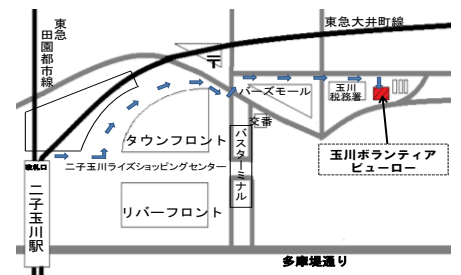 東急
田園都市線
東急大井町線
〒
バーズモール
玉川
税務署
交番
タウンフロント
バスターミナル
玉川ボランティア
ビューロー
二子玉川ライズショッピングセンター
改札口
二子玉川駅
リバーフロント
多摩堤通り